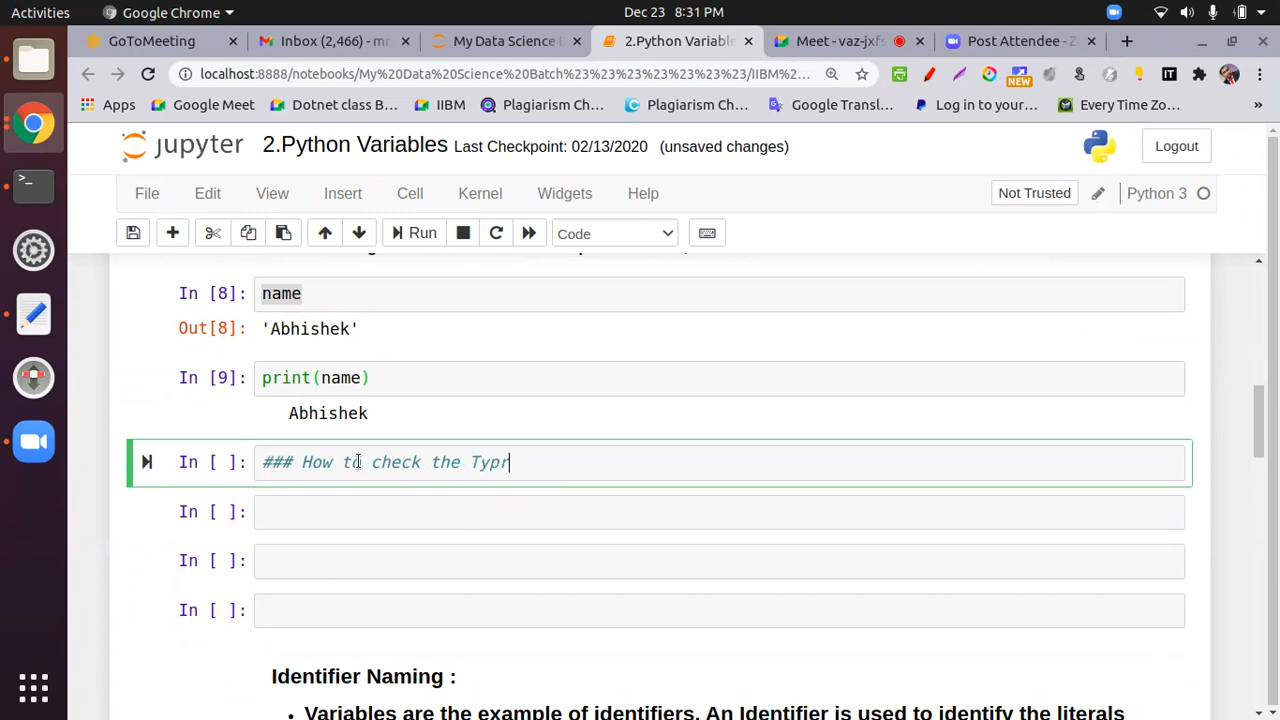 Activities
Google Chrome
Dec 23 8:31 PM
GoToMeeting
Inbox (2,466) - mr
My Data Science B
2.Python Variable
Meet - vaz-jxfs
Post Attendee - Z
localhost:8888/notebooks/My%20Data%20Science%20Batch%23%23%23%23%23%23%23/IIBM%2...
NEW
IT
Apps
Google Meet
Dotnet class B...
IIBM
Plagiarism Ch...
Plagiarism Ch...
Google Transl...
Log in to your...
Every Time Zo...
»
jupyter
2.Python Variables Last Checkpoint: 02/13/2020 (unsaved changes)
Logout
File
Edit
View
Insert
Cell
Kernel
Widgets
Help
Not Trusted
Python 3
Run
Code
In [8]: name
Out[8]: 'Abhishek'
In [9]: print(name)
Abhishek
In [ ]: ### How to check the Typr
In [ ]:
In [ ]:
In [ ]:
Identifier Naming :
• Variables are the example of identifiers. An Identifier is used to identify the literals